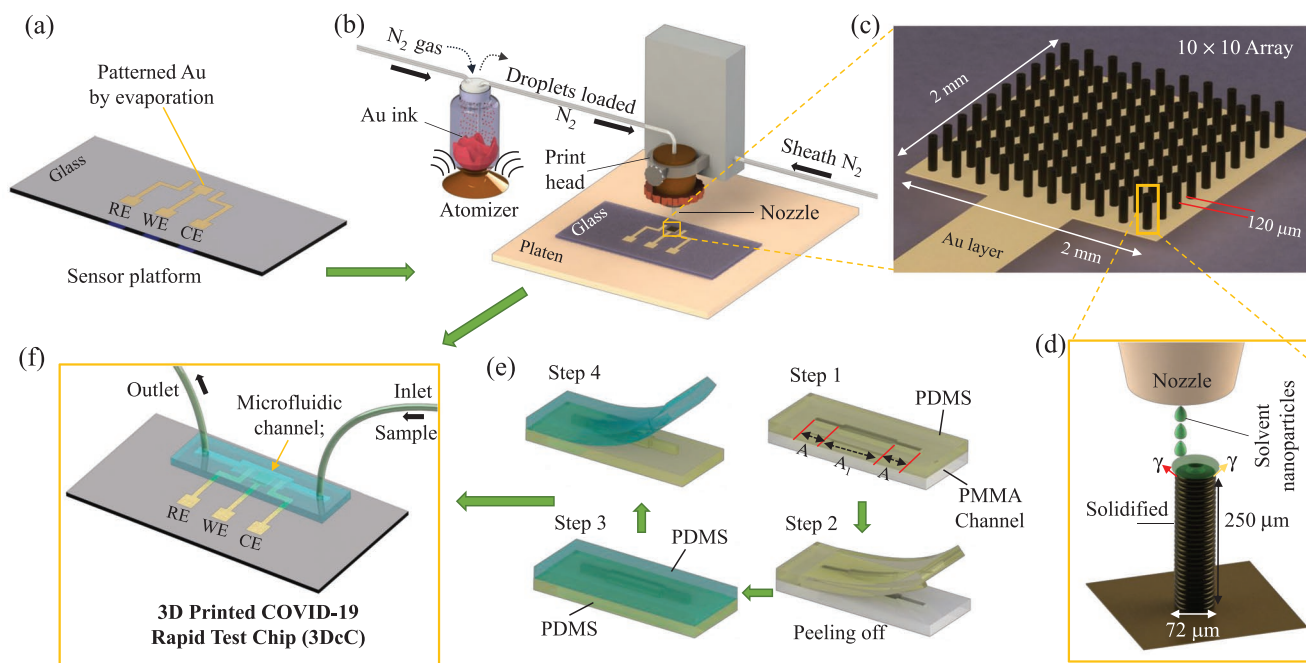 (a)
Patterned Au
by evaporation
Glass
RE
WE
CE
Sensor platform
(b)
N₂ gas
Droplets loaded
N₂
Au ink
Atomizer
Print
head
Sheath N₂
Nozzle
Glass
Platen
(c)
10 × 10 Array
2 mm
2 mm
120 μm
Au layer
(d)
Nozzle
Solvent
nanoparticles
γ
γ
Solidified
250 μm
72 μm
(e)
Step 4
Step 1
PDMS
A
A₁
A
PMMA
Channel
Step 3
Step 2
PDMS
PDMS
Peeling off
(f)
Outlet
Microfluidic
channel;
Inlet
Sample
RE
WE
CE
3D Printed COVID-19
Rapid Test Chip (3DcC)